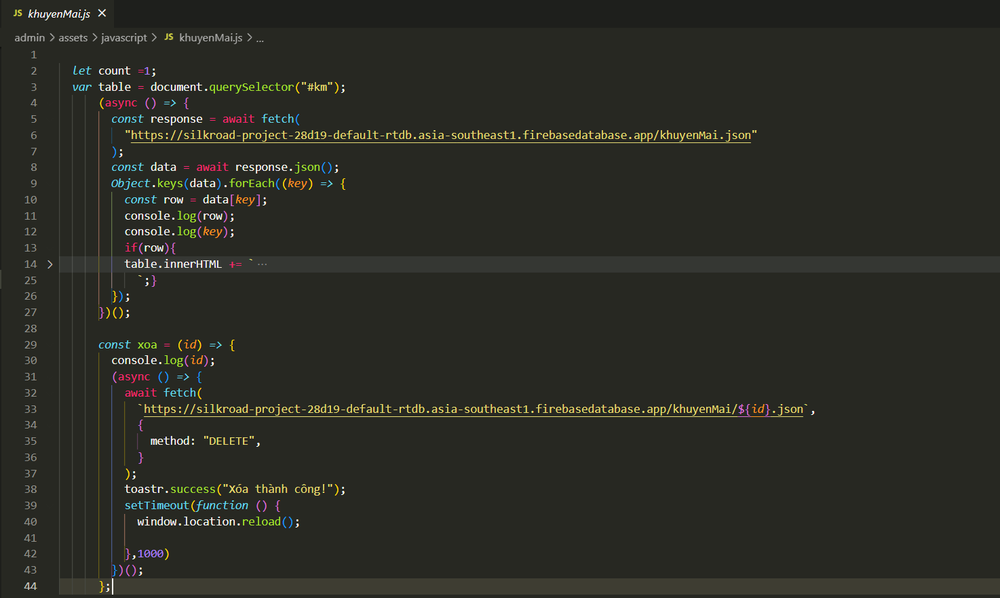 JS khuyenMai.js ×
admin > assets > javascript > JS khuyenMai.js > ...
1
2 let count =1;
3 var table = document.querySelector("#km");
4 (async () => {
5 const response = await fetch(
6 "https://silkroad-project-28d19-default-rtdb.asia-southeast1.firebasedatabase.app/khuyenMai.json"
7 );
8 const data = await response.json();
9 Object.keys(data).forEach((key) => {
10 const row = data[key];
11 console.log(row);
12 console.log(key);
13 if(row){
14 > table.innerHTML += ` ...
25 `;}
26 });
27 })();
28
29 const xoa = (id) => {
30 console.log(id);
31 (async () => {
32 await fetch(
33 `https://silkroad-project-28d19-default-rtdb.asia-southeast1.firebasedatabase.app/khuyenMai/${id}.json`,
34 {
35 method: "DELETE",
36 }
37 );
38 toastr.success("Xóa thành công!");
39 setTimeout(function () {
40 window.location.reload();
41
42 },1000)
43 })();
44 };